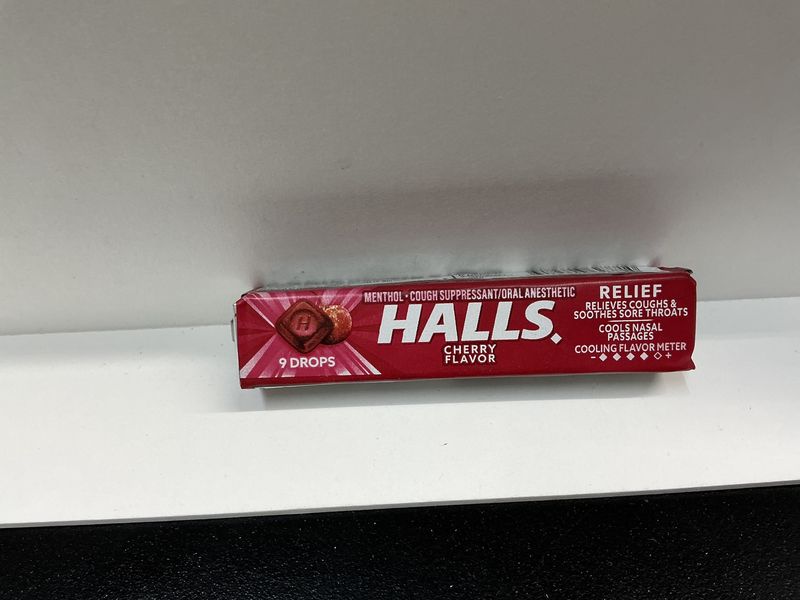 MENTHOL • COUGH SUPPRESSANT/ORAL ANESTHETIC
HALLS.
CHERRY
FLAVOR
H
9 DROPS
RELIEF
RELIEVES COUGHS &
SOOTHES SORE THROATS
COOLS NASAL
PASSAGES
COOLING FLAVOR METER
− ◆ ◆ ◆ ◆ ◇ +